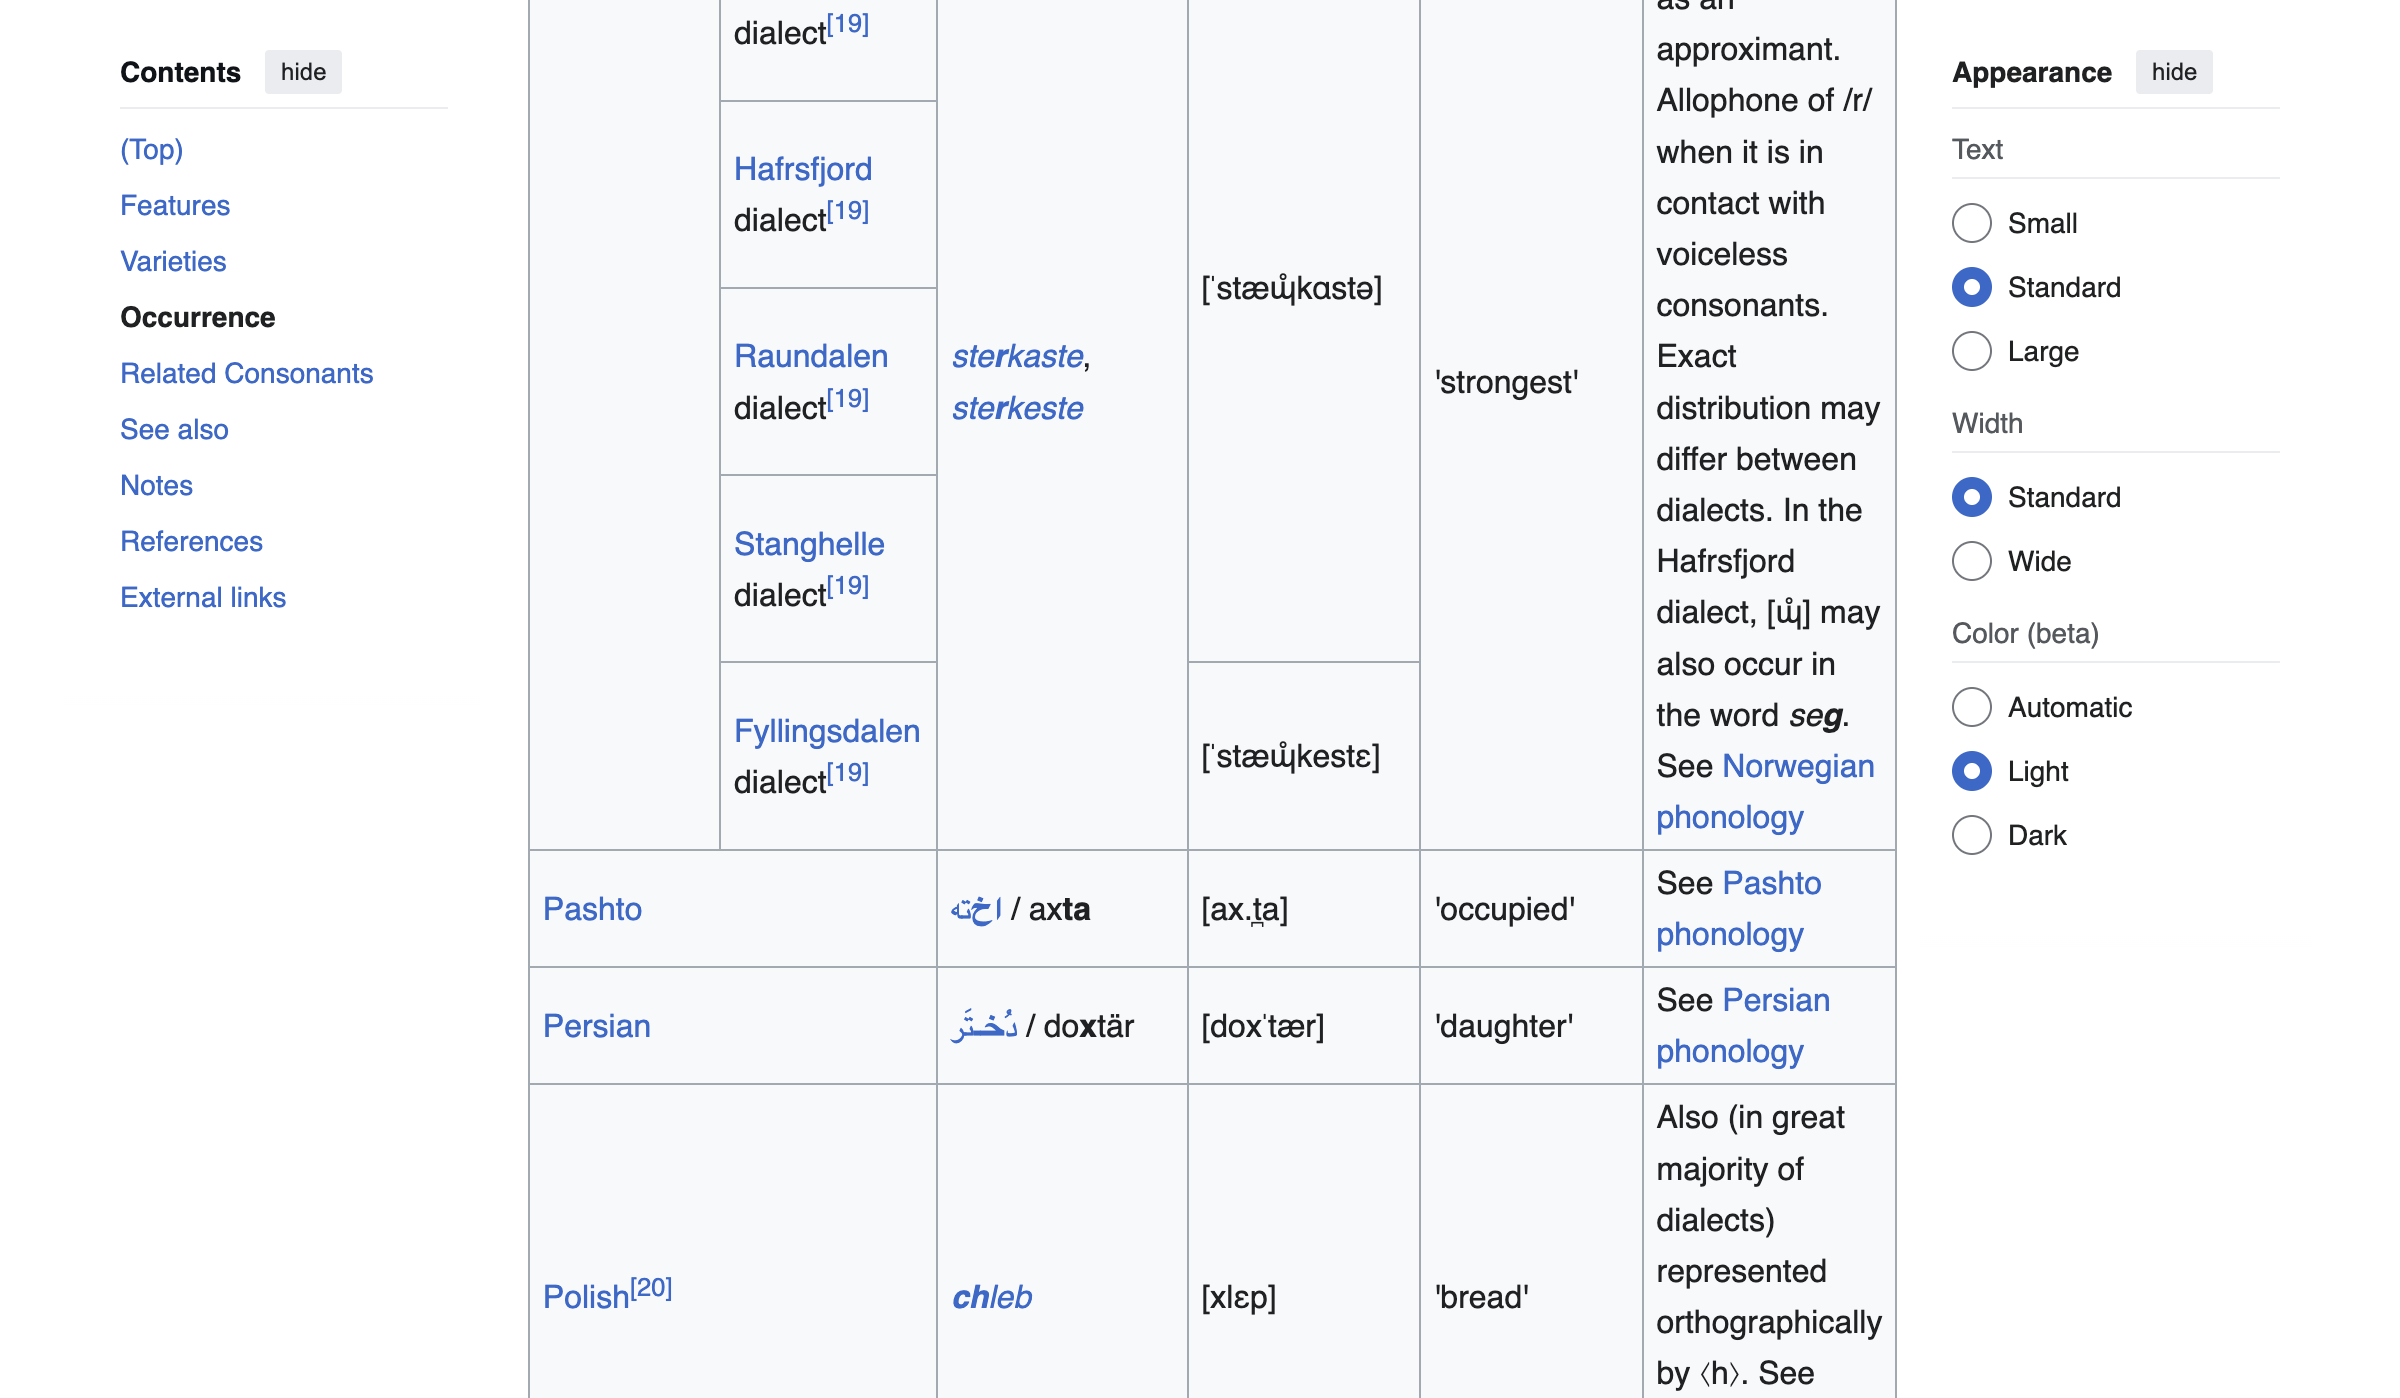 Contents hide
(Top)
Features
Varieties
Occurrence
Related Consonants
See also
Notes
References
External links
dialect[19]
Hafrsfjord
dialect[19]
Raundalen
dialect[19]
Stanghelle
dialect[19]
Fyllingsdalen
dialect[19]
sterkaste,
sterkeste
[ˈstæɰ̊kɑstə]
[ˈstæɰ̊kestɛ]
'strongest'
as an
approximant.
Allophone of /r/
when it is in
contact with
voiceless
consonants.
Exact
distribution may
differ between
dialects. In the
Hafrsfjord
dialect, [ɰ̊] may
also occur in
the word seg.
See Norwegian
phonology
Pashto
اخته / axta
[ax.t̪a]
'occupied'
See Pashto
phonology
Persian
دُخـتَر / doxtär
[doxˈtær]
'daughter'
See Persian
phonology
Polish[20]
chleb
[xlɛp]
'bread'
Also (in great
majority of
dialects)
represented
orthographically
by ⟨h⟩. See
Appearance hide
Text
Small
Standard
Large
Width
Standard
Wide
Color (beta)
Automatic
Light
Dark